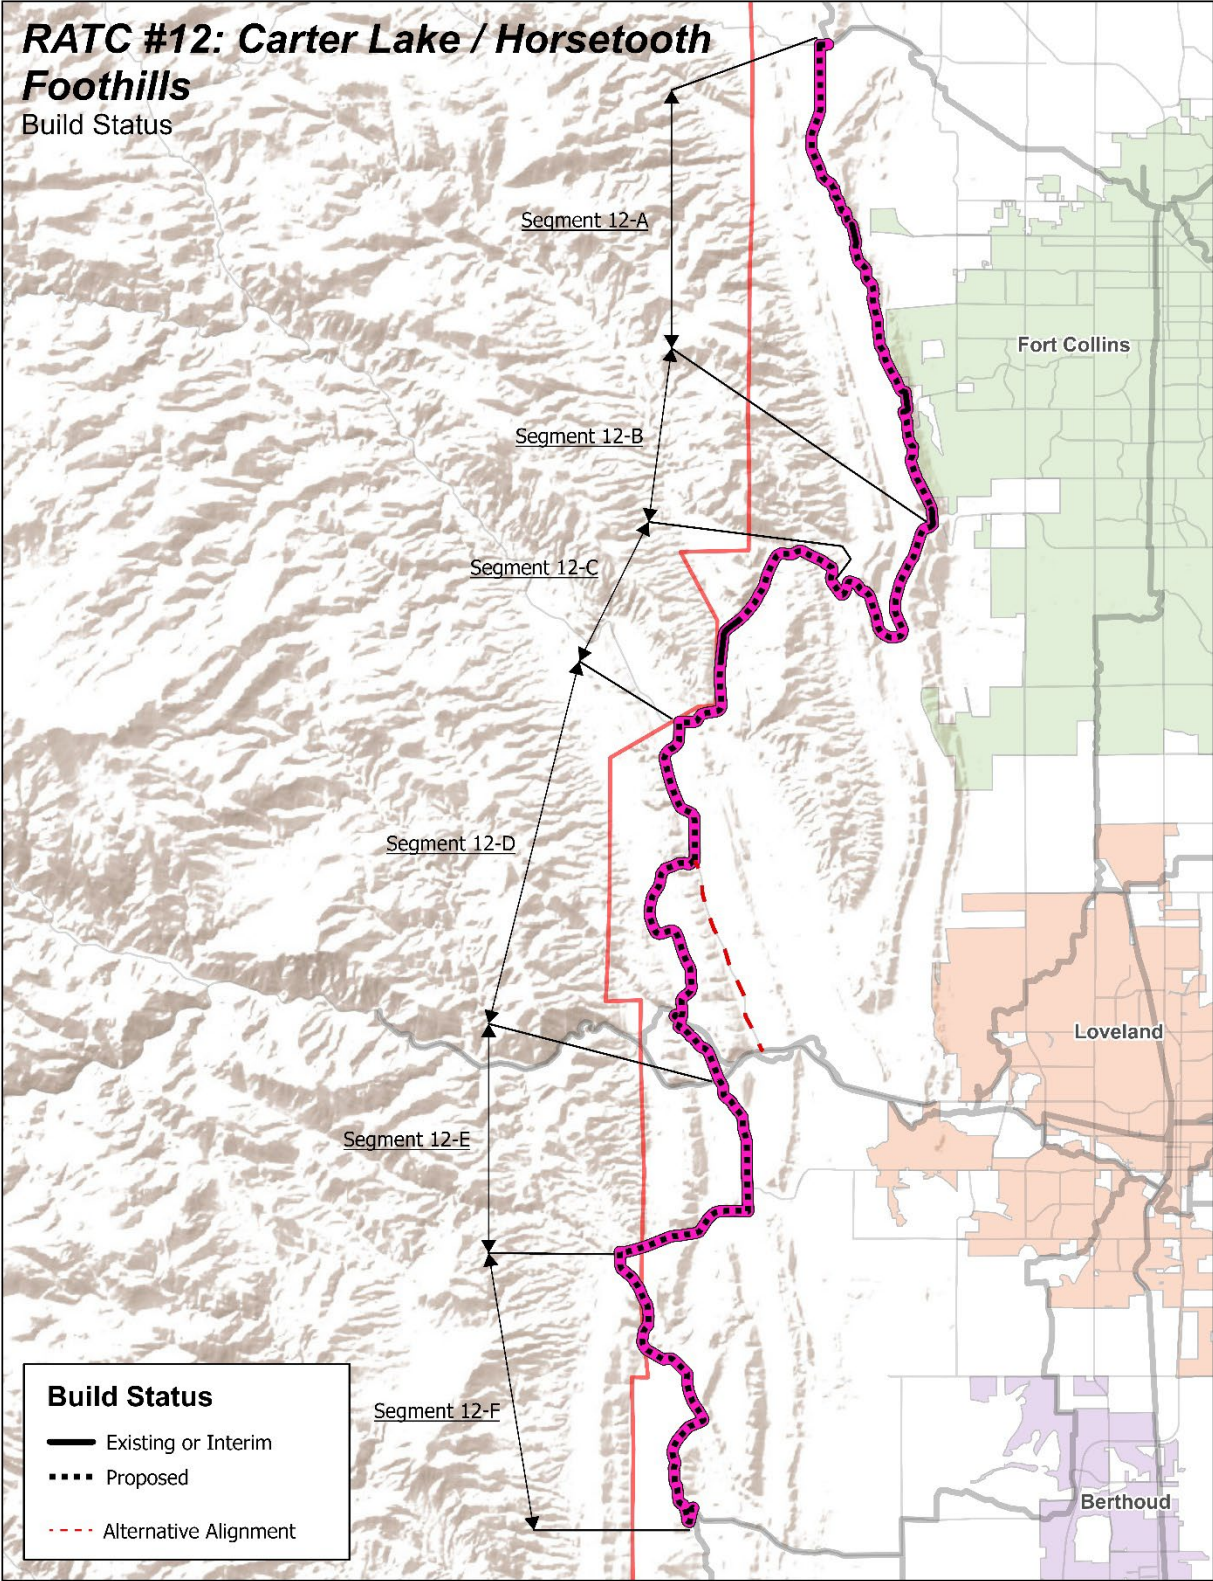 RATC #12: Carter Lake / Horsetooth
Foothills
Build Status
Segment 12-A
Fort Collins
Segment 12-B
Segment 12-C
Segment 12-D
Loveland
Segment 12-E
Segment 12-F
Berthoud
Build Status
Existing or Interim
Proposed
Alternative Alignment